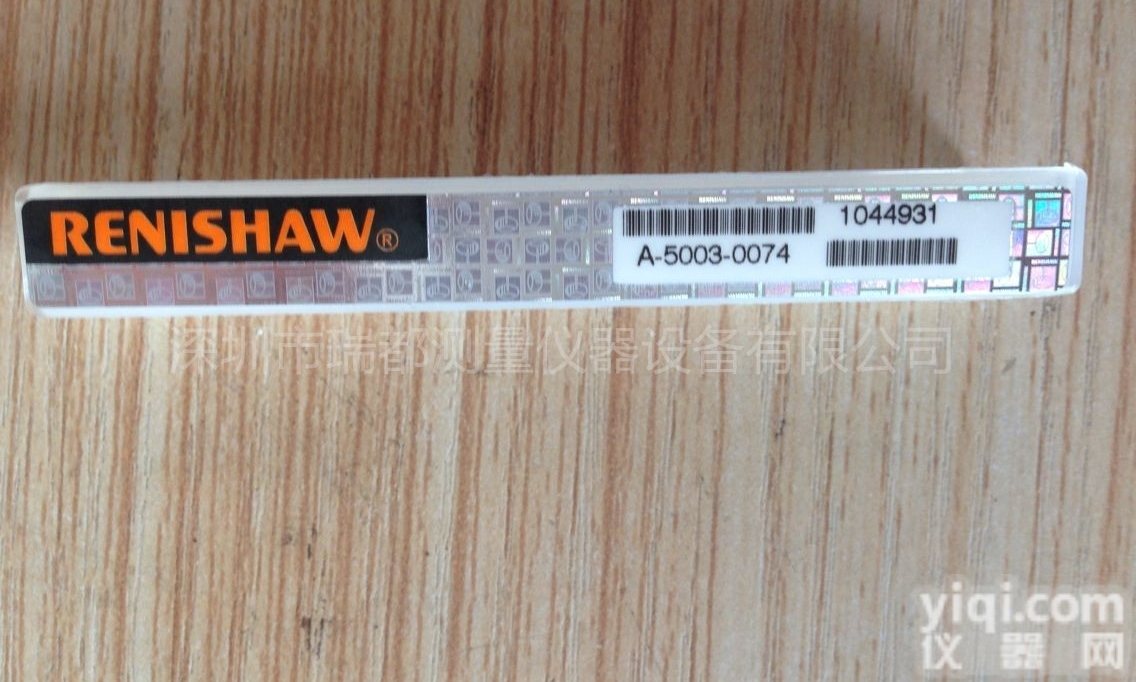 RENISHAW®
1044931
A-5003-0074
深圳市瑞都测量仪器设备有限公司
yiqi.com
仪器网